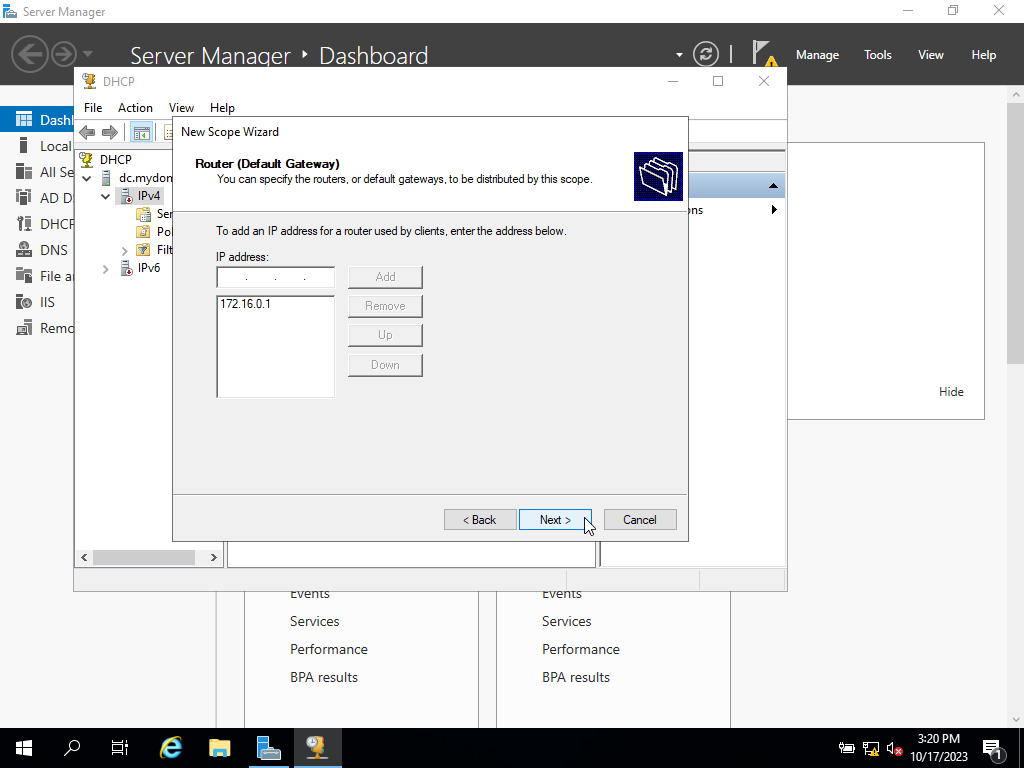 Server Manager
Server Manager ‣ Dashboard
Manage Tools View Help
DHCP
File Action View Help
New Scope Wizard
Router (Default Gateway)
You can specify the routers, or default gateways, to be distributed by this scope.
To add an IP address for a router used by clients, enter the address below.
IP address:
. . .
Add
172.16.0.1
Remove
Up
Down
< Back Next > Cancel
DHCP
dc.mydom
IPv4
Ser
Pol
Filt
IPv6
Dashl
Local
All Se
AD D
DHCP
DNS
File a
IIS
Remo
ons
Hide
Events
Services
Performance
BPA results
Events
Services
Performance
BPA results
3:20 PM
10/17/2023
1